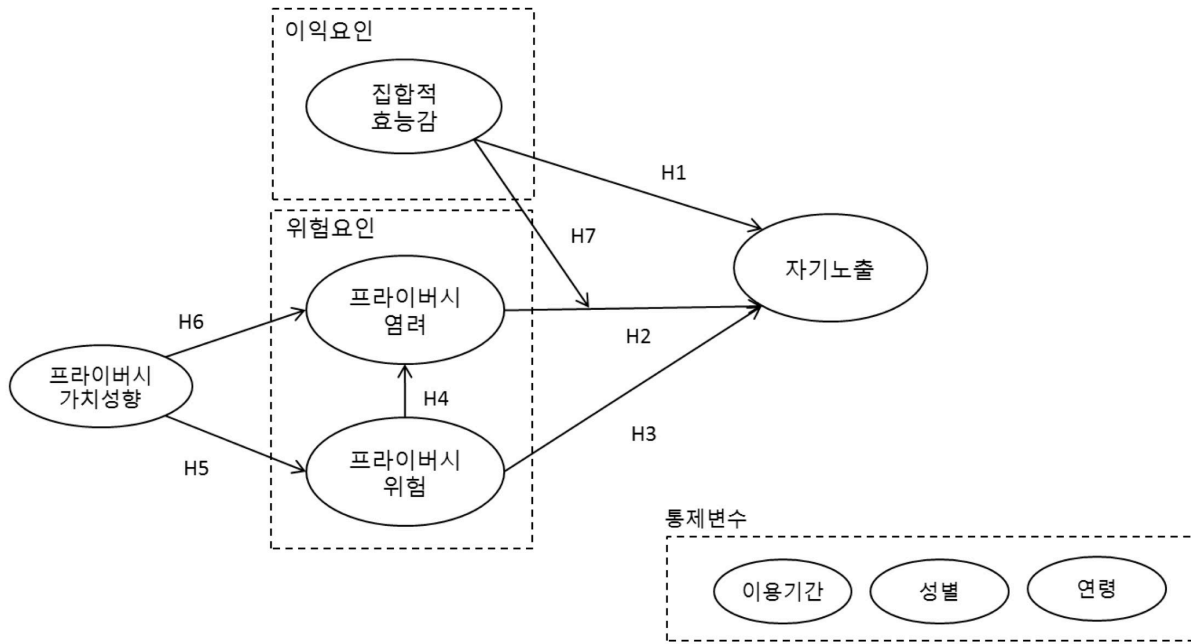 이익요인
집합적
효능감
H1
H7
위험요인
자기노출
프라이버시
염려
H6
H2
프라이버시
가치성향
H4
H3
H5
프라이버시
위험
통제변수
이용기간
성별
연령